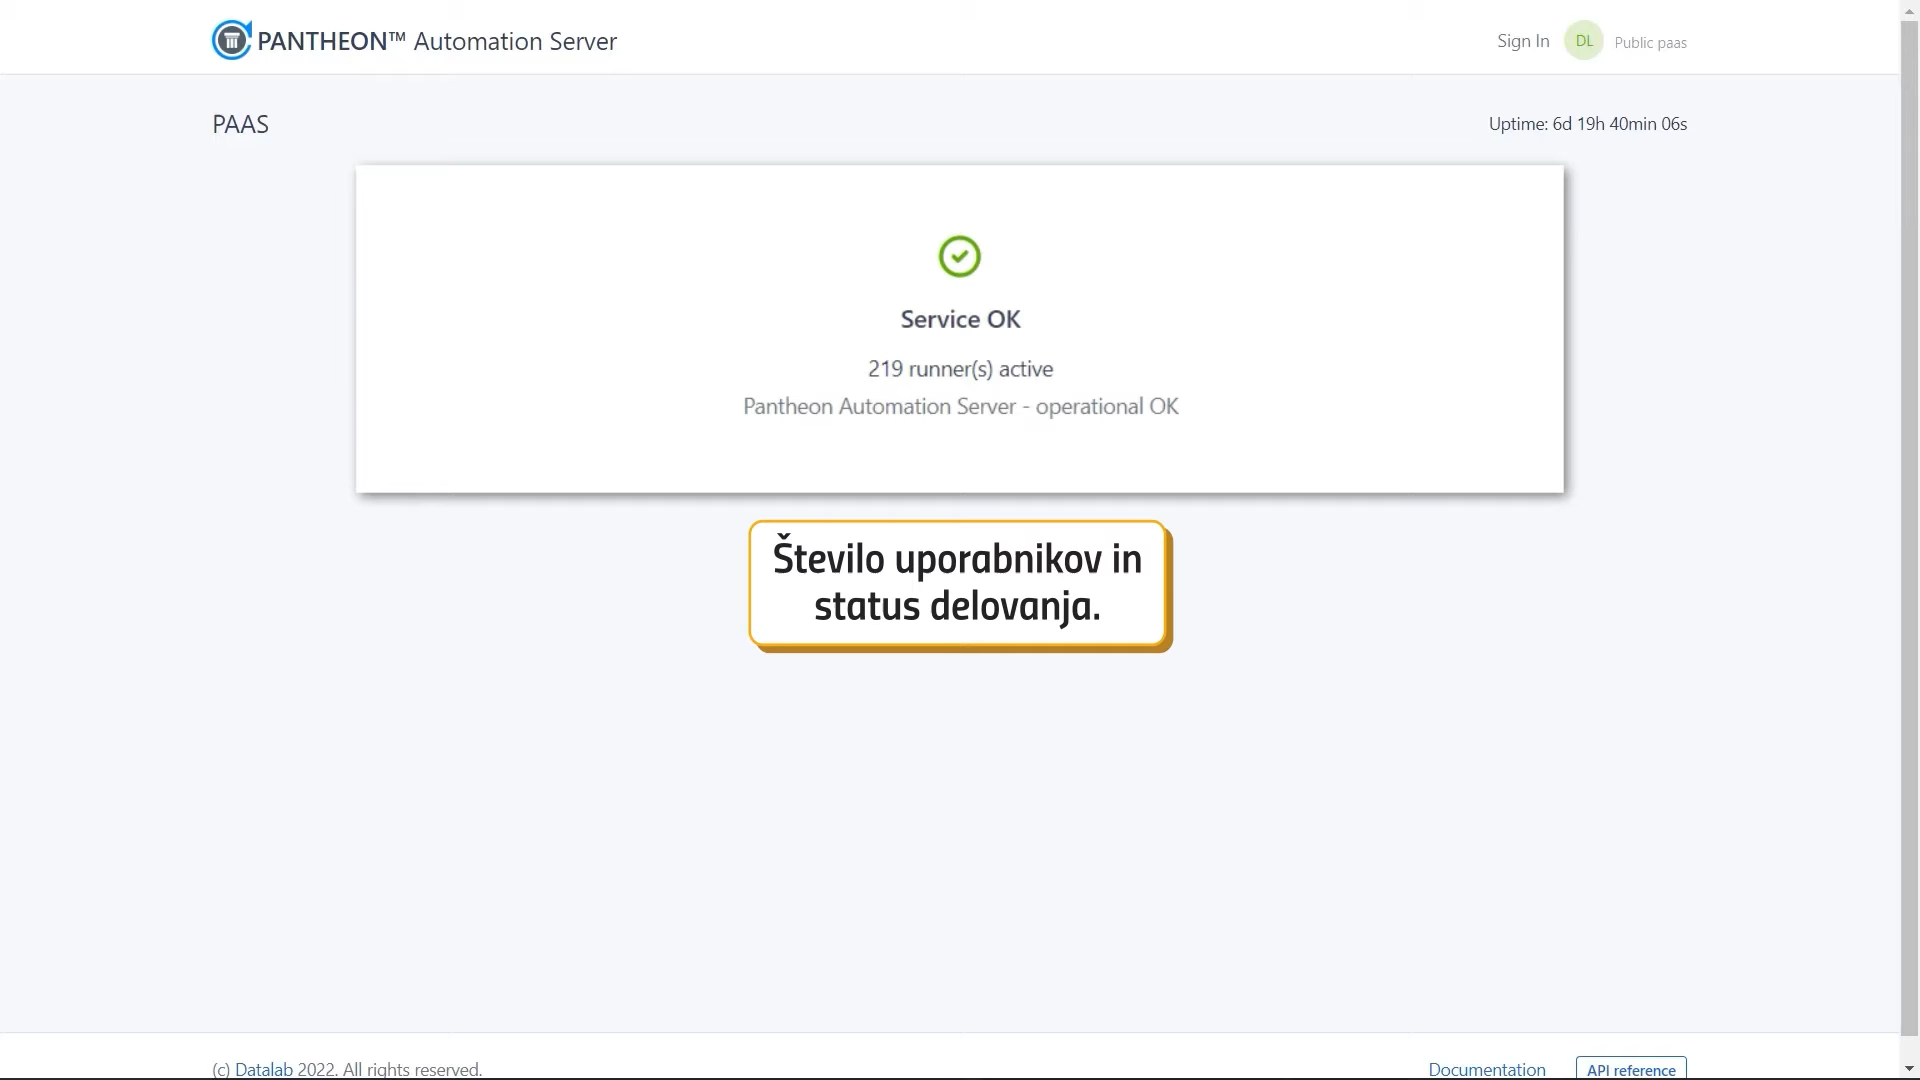 PANTHEON™ Automation Server
Sign In DL Public paas
PAAS
Uptime: 6d 19h 40min 06s
Service OK
219 runner(s) active
Pantheon Automation Server - operational OK
Število uporabnikov in
status delovanja.
(c) Datalab 2022. All rights reserved.
Documentation API reference